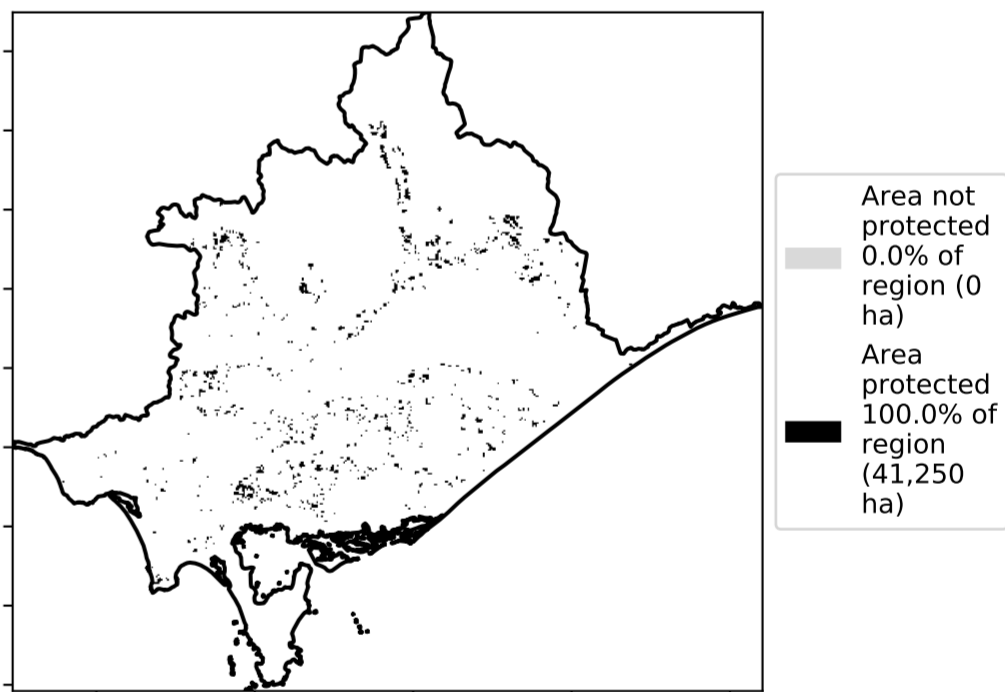 Area not
protected
0.0% of
region (0
ha)
Area
protected
100.0% of
region
(41,250
ha)